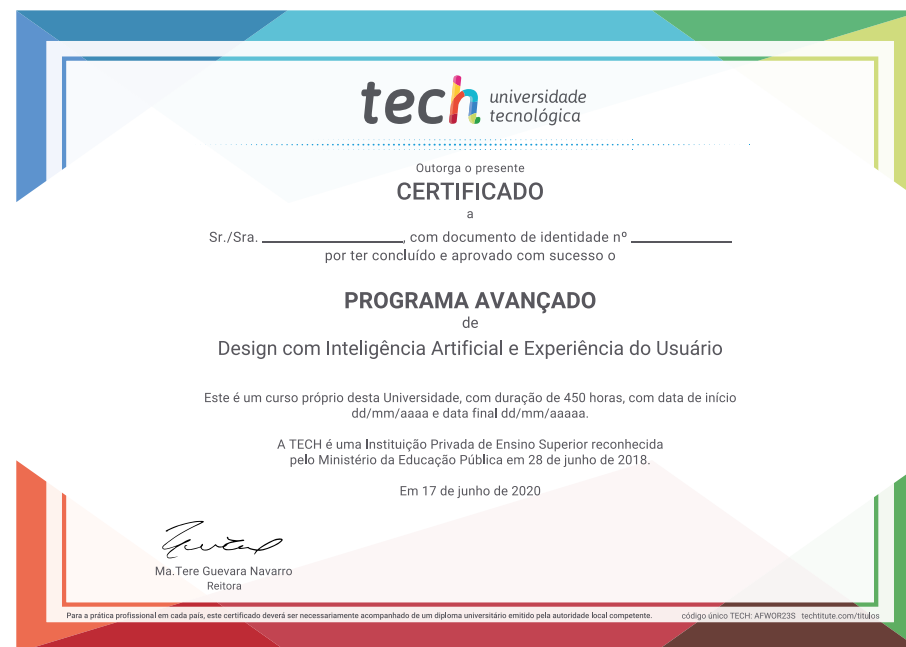 tech universidade
tecnológica
Outorga o presente
CERTIFICADO
a
Sr./Sra. ____________________, com documento de identidade nº ______________
por ter concluído e aprovado com sucesso o
PROGRAMA AVANÇADO
de
Design com Inteligência Artificial e Experiência do Usuário
Este é um curso próprio desta Universidade, com duração de 450 horas, com data de início
dd/mm/aaaa e data final dd/mm/aaaaa.
A TECH é uma Instituição Privada de Ensino Superior reconhecida
pelo Ministério da Educação Pública em 28 de junho de 2018.
Em 17 de junho de 2020
Ma.Tere Guevara Navarro
Reitora
Para a prática profissional em cada país, este certificado deverá ser necessariamente acompanhado de um diploma universitário emitido pela autoridade local competente. código único TECH: AFWOR23S techtitute.com/titulos